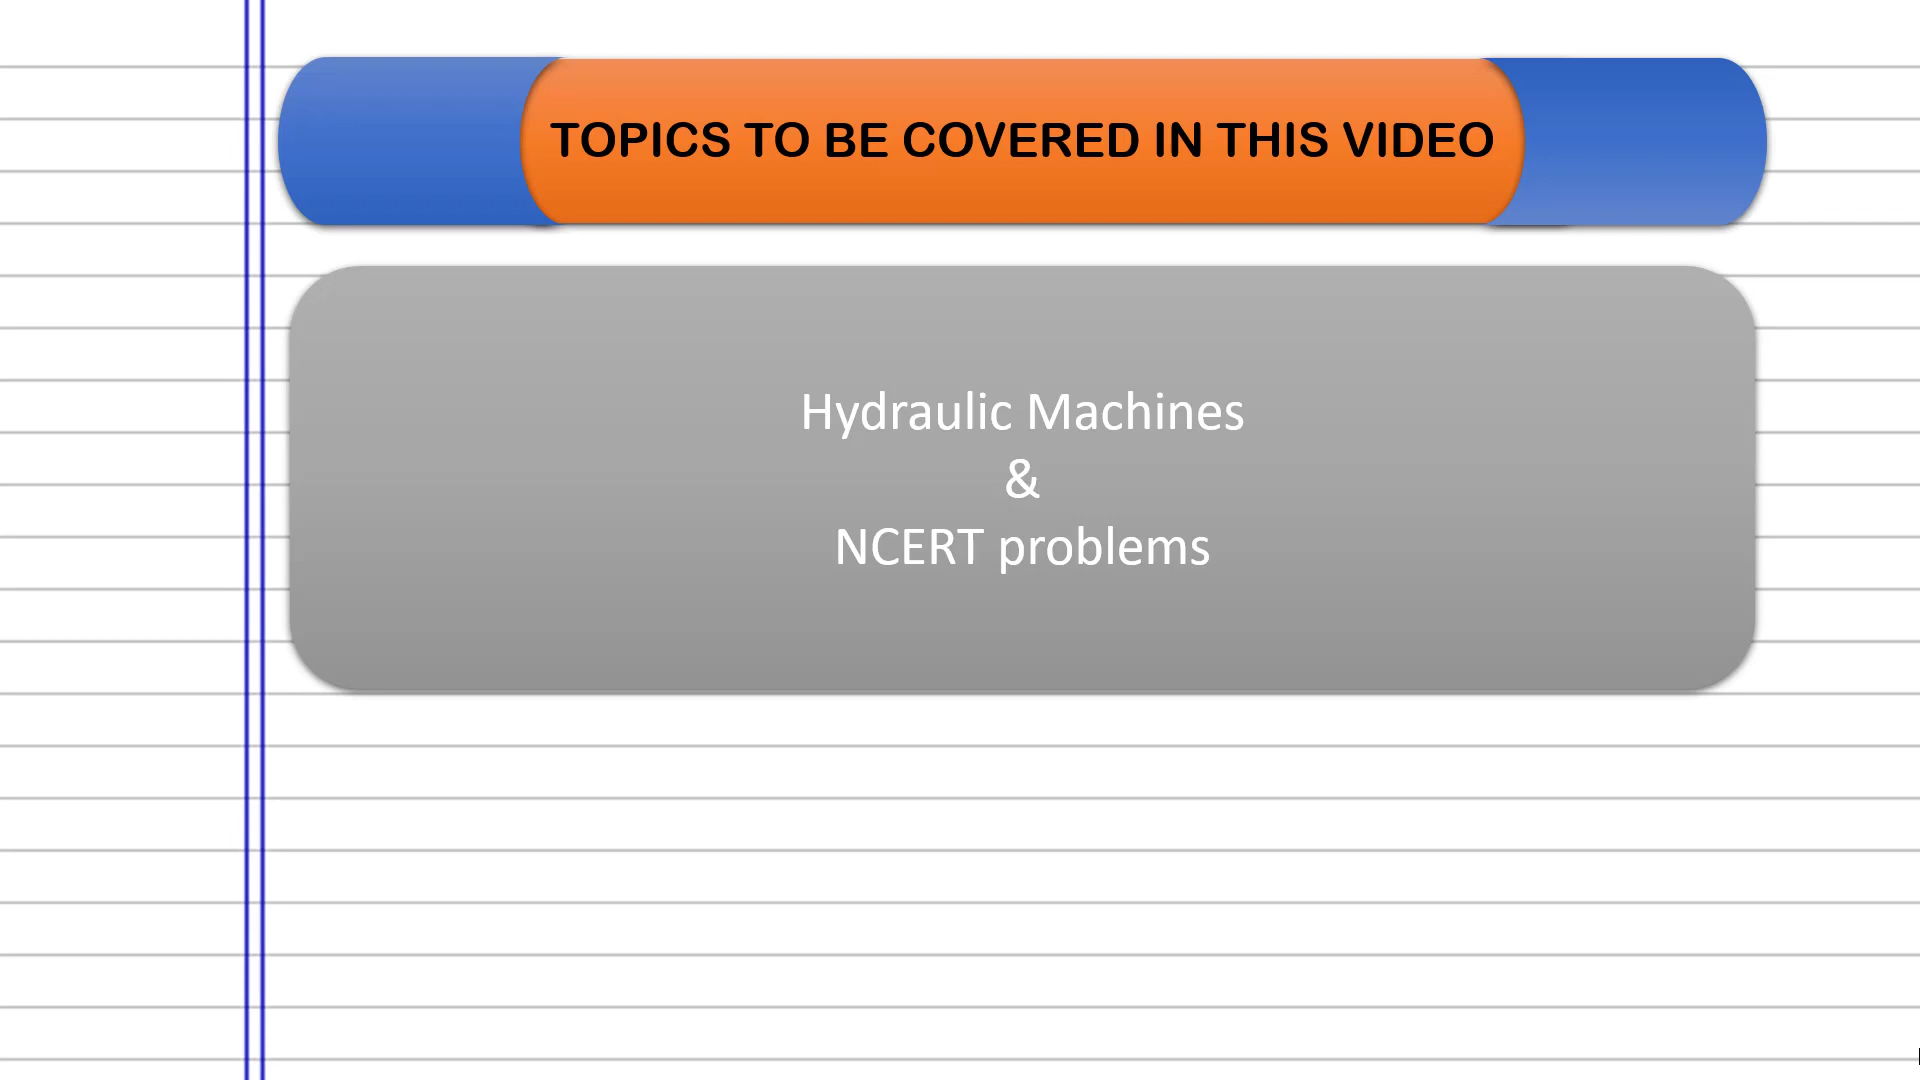 TOPICS TO BE COVERED IN THIS VIDEO
Hydraulic Machines
&
NCERT problems